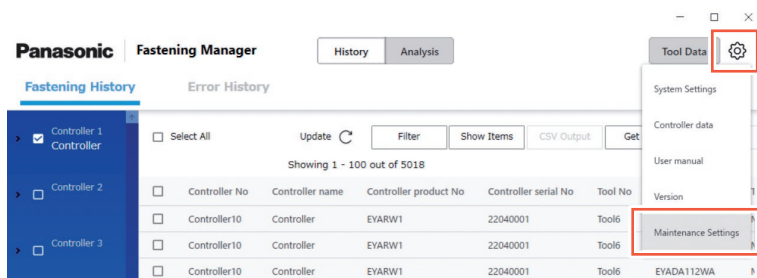 Panasonic Fastening Manager History Analysis Tool Data
Fastening History Error History
System Settings
Controller data
User manual
Version
Maintenance Settings
Controller 1
Controller
Controller 2
Controller 3
Select All Update Filter Show Items CSV Output Get
Showing 1 - 100 out of 5018
Controller No Controller name Controller product No Controller serial No Tool No
Controller10 Controller EYARW1 22040001 Tool6
Controller10 Controller EYARW1 22040001 Tool6
Controller10 Controller EYARW1 22040001 Tool6 EYADA112WA